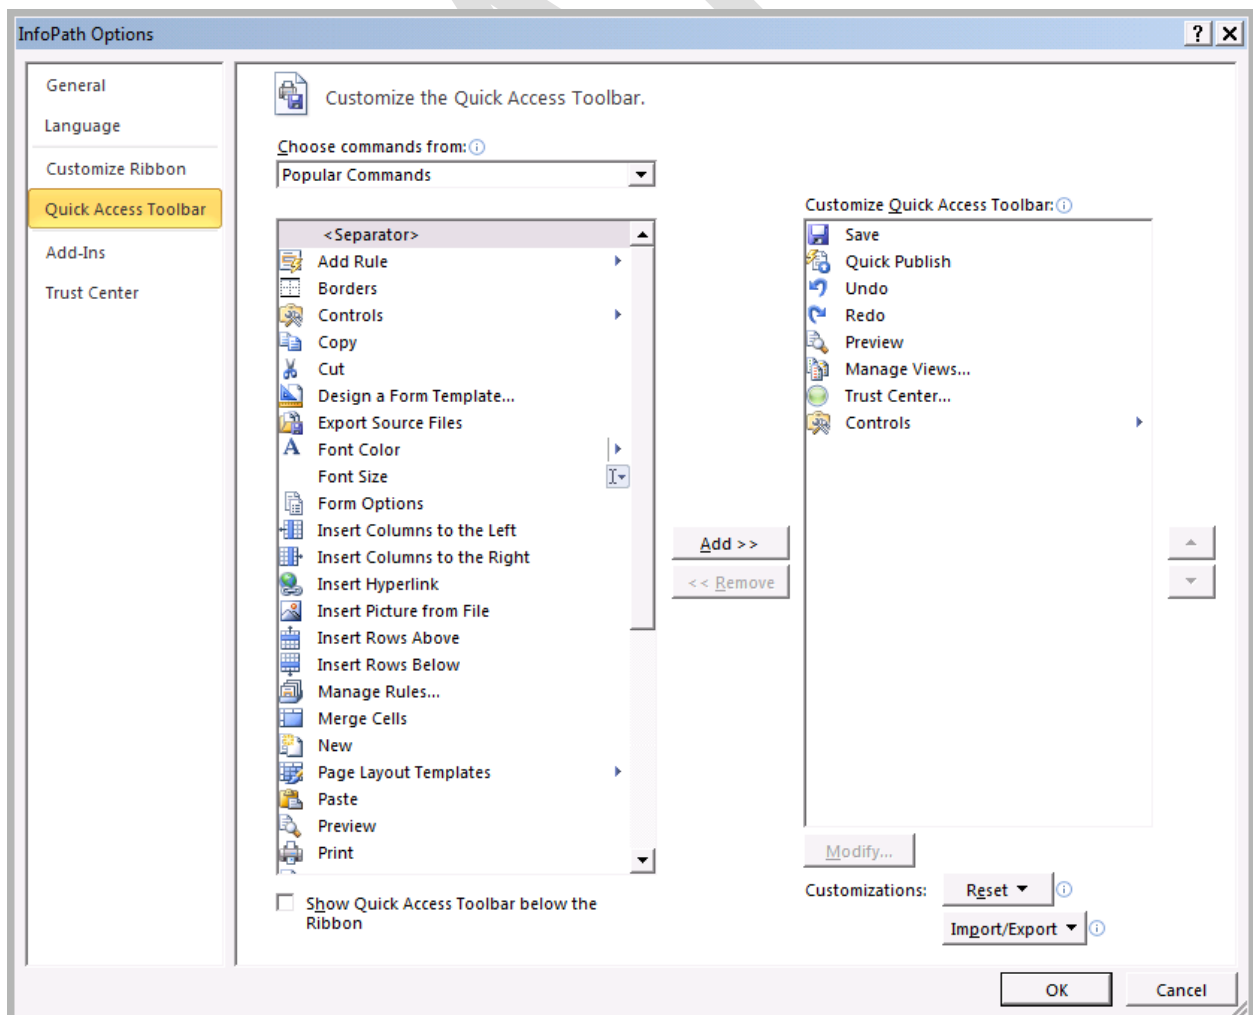 InfoPath Options
General
Language
Customize Ribbon
Quick Access Toolbar
Add-Ins
Trust Center
Customize the Quick Access Toolbar.
Choose commands from:
Popular Commands
<Separator>
Add Rule
Borders
Controls
Copy
Cut
Design a Form Template...
Export Source Files
Font Color
Font Size
Form Options
Insert Columns to the Left
Insert Columns to the Right
Insert Hyperlink
Insert Picture from File
Insert Rows Above
Insert Rows Below
Manage Rules...
Merge Cells
New
Page Layout Templates
Paste
Preview
Print
Show Quick Access Toolbar below the
Ribbon
Add >>
<< Remove
Customize Quick Access Toolbar:
Save
Quick Publish
Undo
Redo
Preview
Manage Views...
Trust Center...
Controls
Modify...
Customizations:
Reset
Import/Export
OK
Cancel